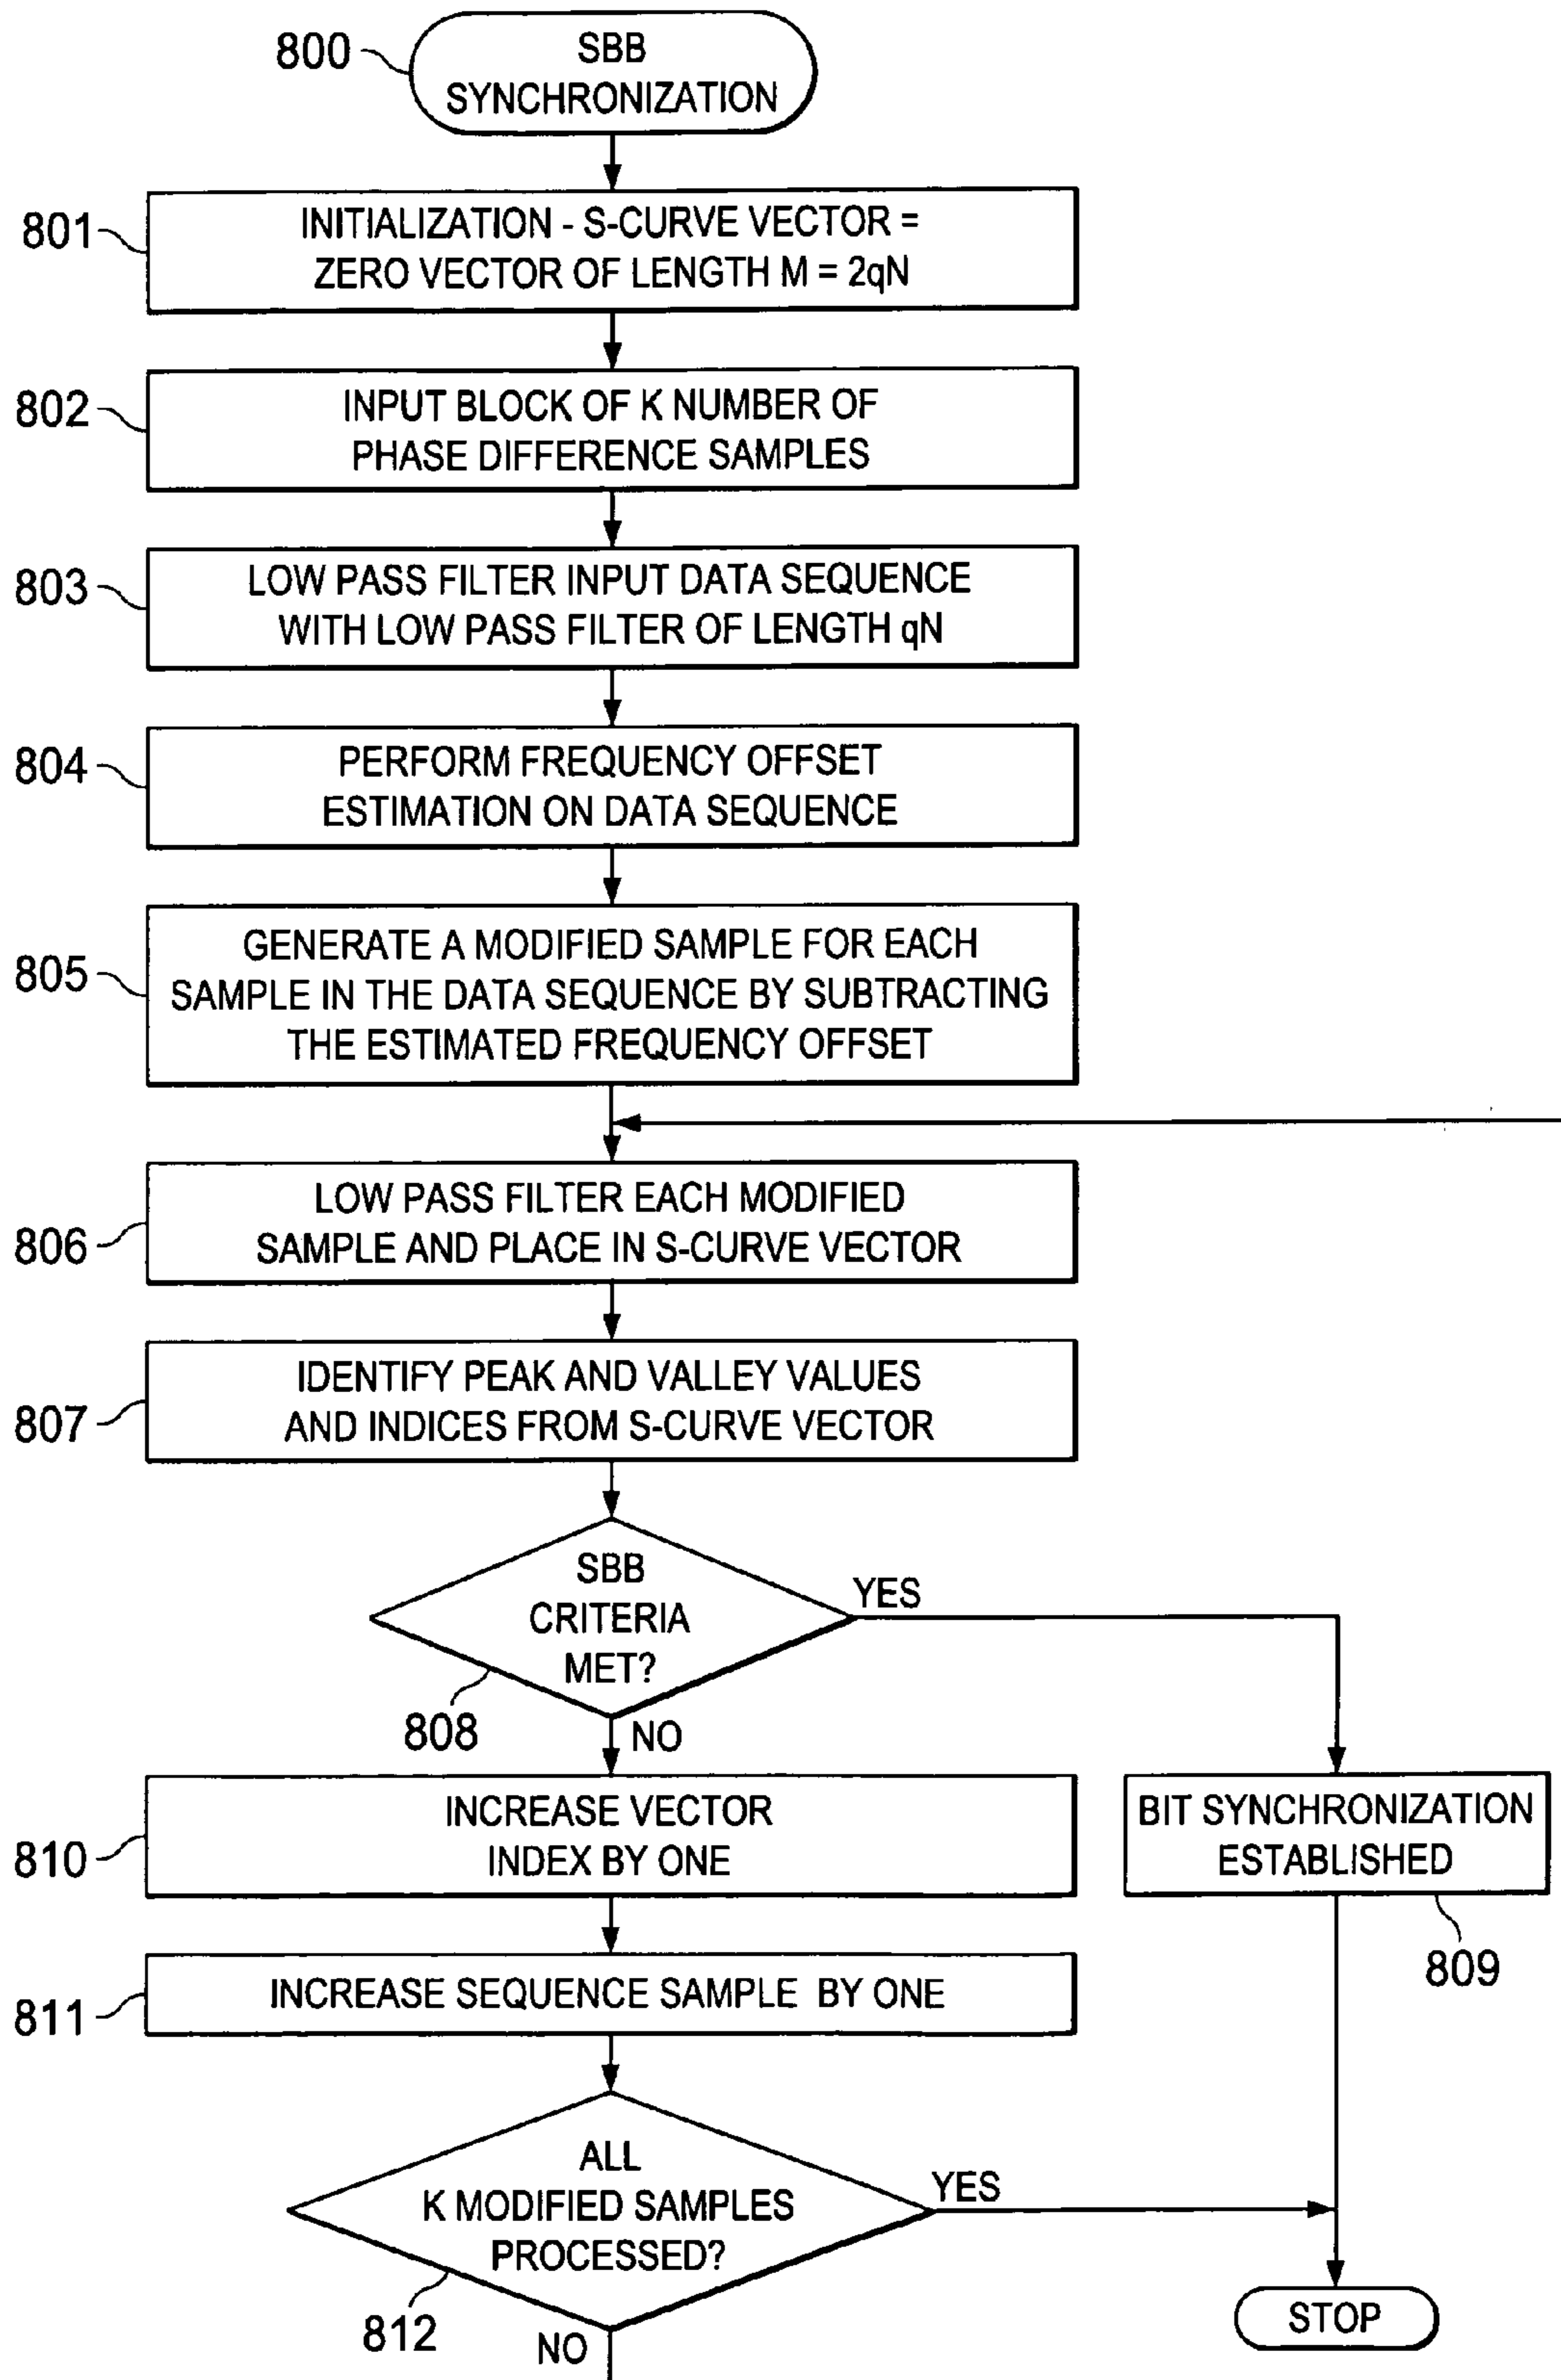 800
SBB
SYNCHRONIZATION
801
INITIALIZATION - S-CURVE VECTOR =
ZERO VECTOR OF LENGTH M = 2qN
802
INPUT BLOCK OF K NUMBER OF
PHASE DIFFERENCE SAMPLES
803
LOW PASS FILTER INPUT DATA SEQUENCE
WITH LOW PASS FILTER OF LENGTH qN
804
PERFORM FREQUENCY OFFSET
ESTIMATION ON DATA SEQUENCE
805
GENERATE A MODIFIED SAMPLE FOR EACH
SAMPLE IN THE DATA SEQUENCE BY SUBTRACTING
THE ESTIMATED FREQUENCY OFFSET
806
LOW PASS FILTER EACH MODIFIED
SAMPLE AND PLACE IN S-CURVE VECTOR
807
IDENTIFY PEAK AND VALLEY VALUES
AND INDICES FROM S-CURVE VECTOR
SBB
CRITERIA
MET?
YES
808
NO
810
INCREASE VECTOR
INDEX BY ONE
BIT SYNCHRONIZATION
ESTABLISHED
809
811
INCREASE SEQUENCE SAMPLE BY ONE
ALL
K MODIFIED SAMPLES
PROCESSED?
YES
812
NO
STOP